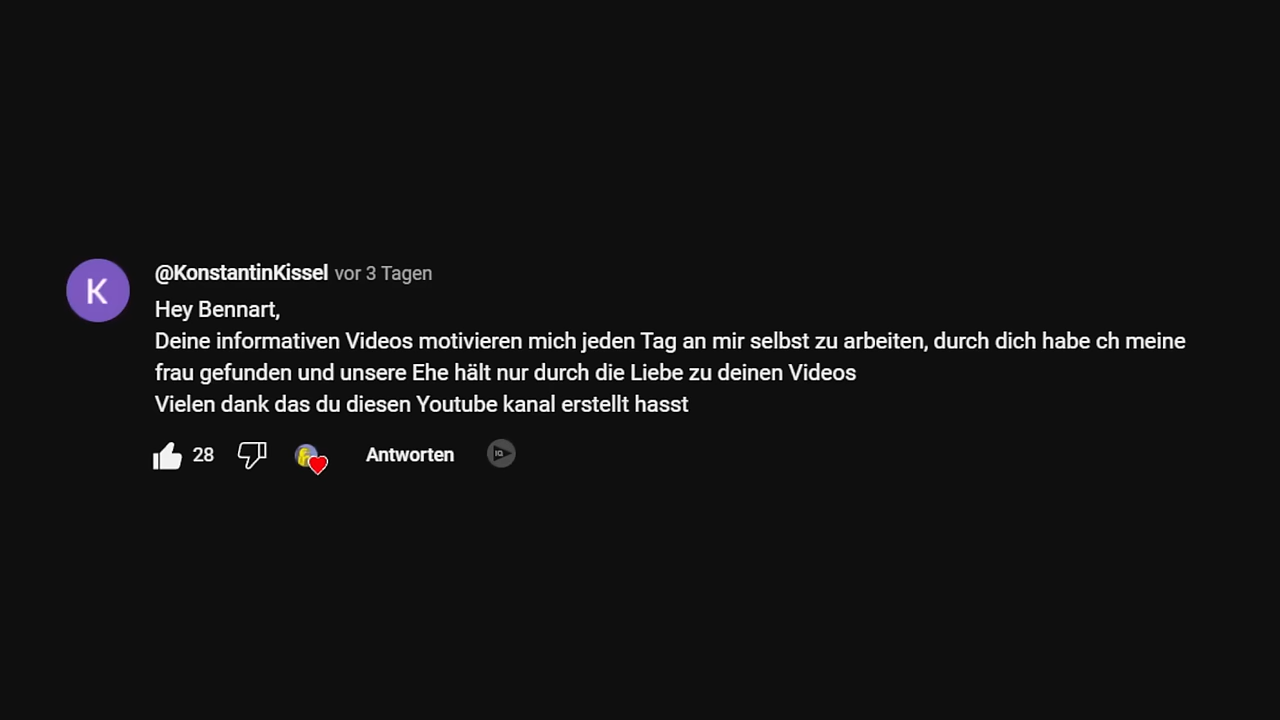 K
@KonstantinKissel vor 3 Tagen
Hey Bennart,
Deine informativen Videos motivieren mich jeden Tag an mir selbst zu arbeiten, durch dich habe ch meine
frau gefunden und unsere Ehe hält nur durch die Liebe zu deinen Videos
Vielen dank das du diesen Youtube kanal erstellt hasst
28 Antworten IQ